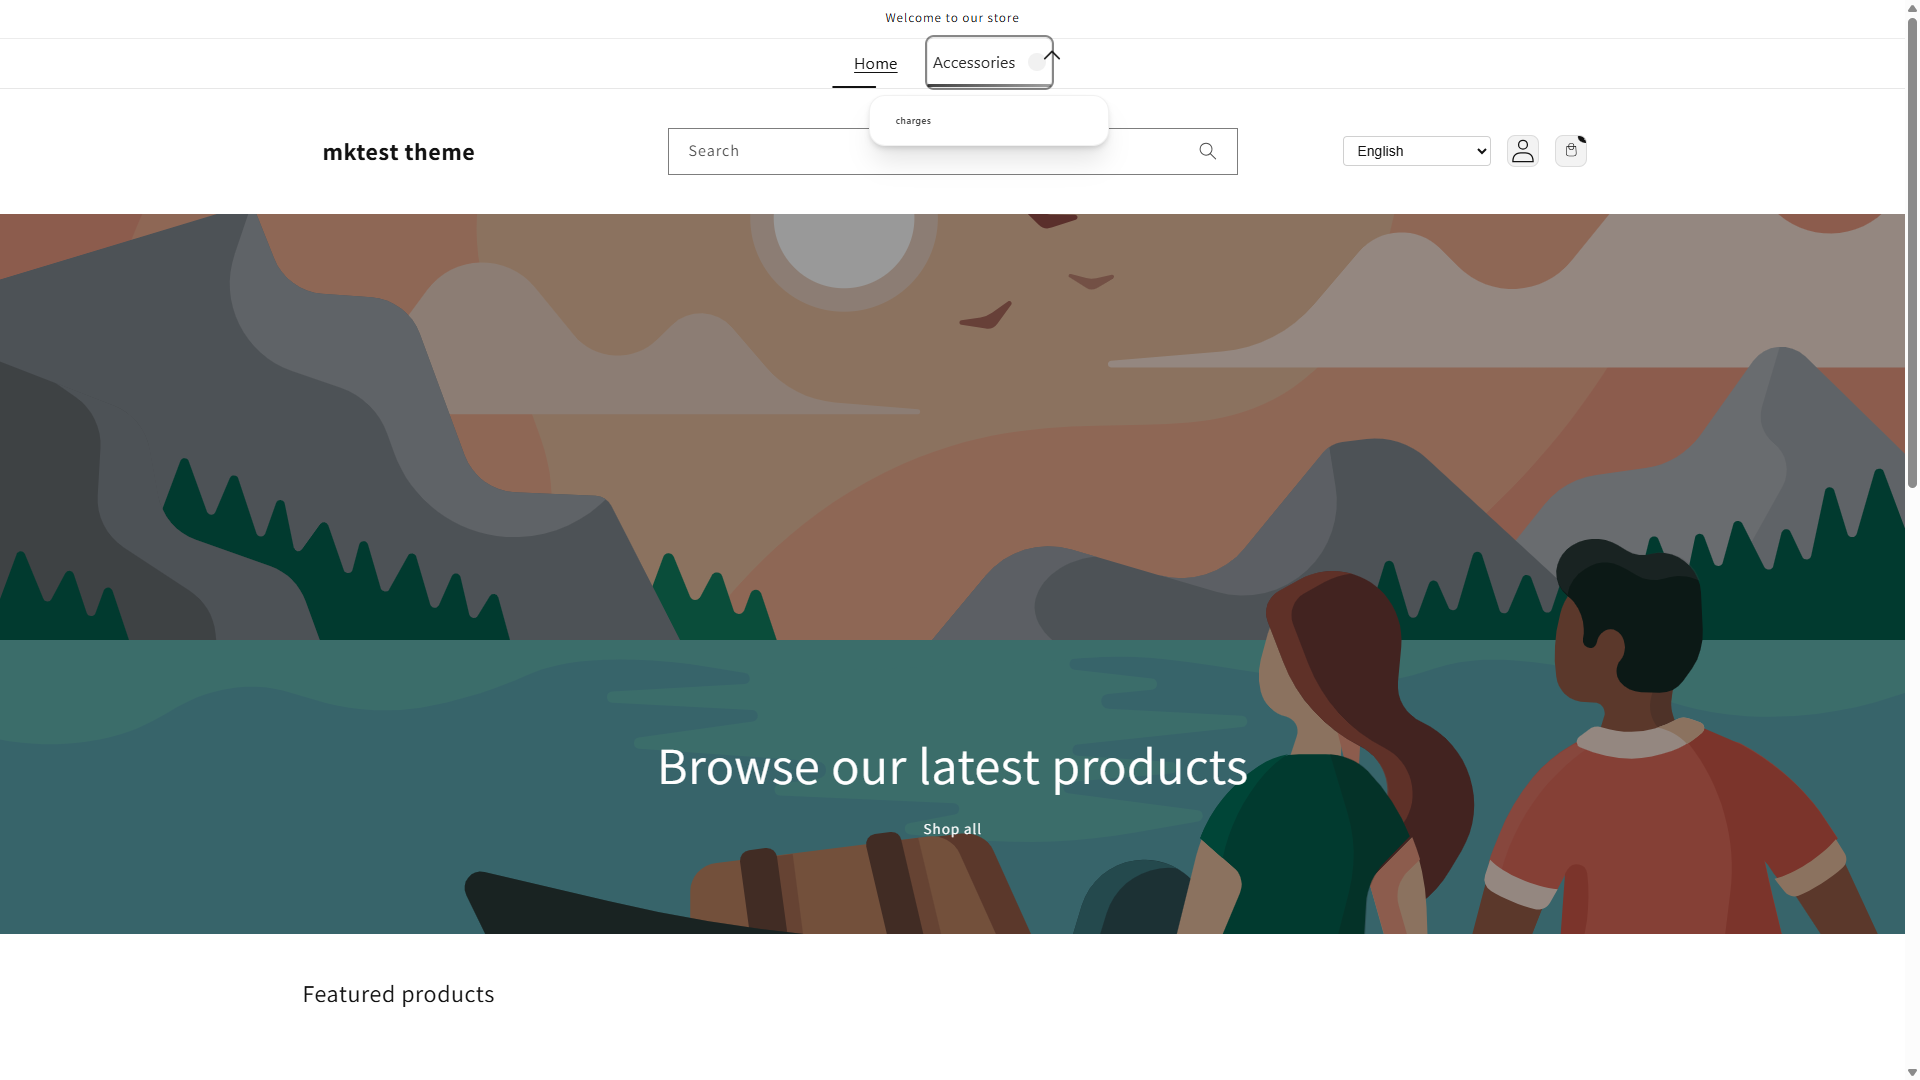 Welcome to our store
Home
Accessories
charges
mktest theme
Search
English
Browse our latest products
Shop all
Featured products